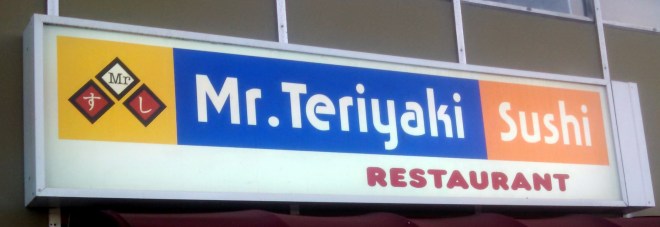 Mr
すし
Mr. Teriyaki Sushi
RESTAURANT